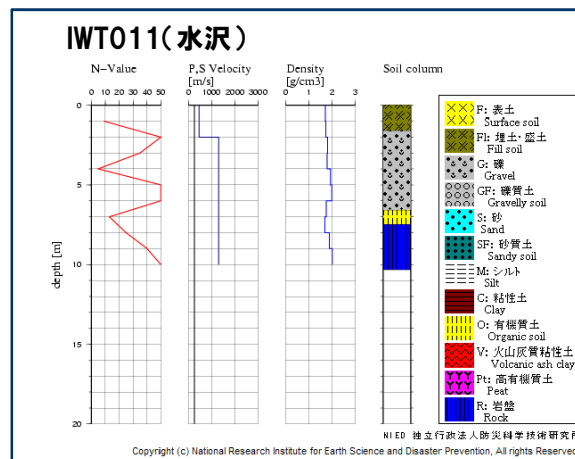 IWT011(水沢)
N-Value
P,S Velocity
[m/s]
Density
[g/cm3]
Soil column
0 10 20 30 40 50
0 1000 2000 3000
0 1 2 3
0
5
10
15
20
depth [m]
F: 表土
Surface soil
Fl: 埋土・盛土
Fill soil
G: 礫
Gravel
GF: 礫質土
Gravelly soil
S: 砂
Sand
SF: 砂質土
Sandy soil
M: シルト
Silt
C: 粘性土
Clay
O: 有機質土
Organic soil
V: 火山灰質粘性土
Volcanic ash clay
Pt: 高有機質土
Peat
R: 岩盤
Rock
NIED 独立行政法人防災科学技術研究所
Copyright (c) National Research Institute for Earth Science and Disaster Prevention, All rights Reserved